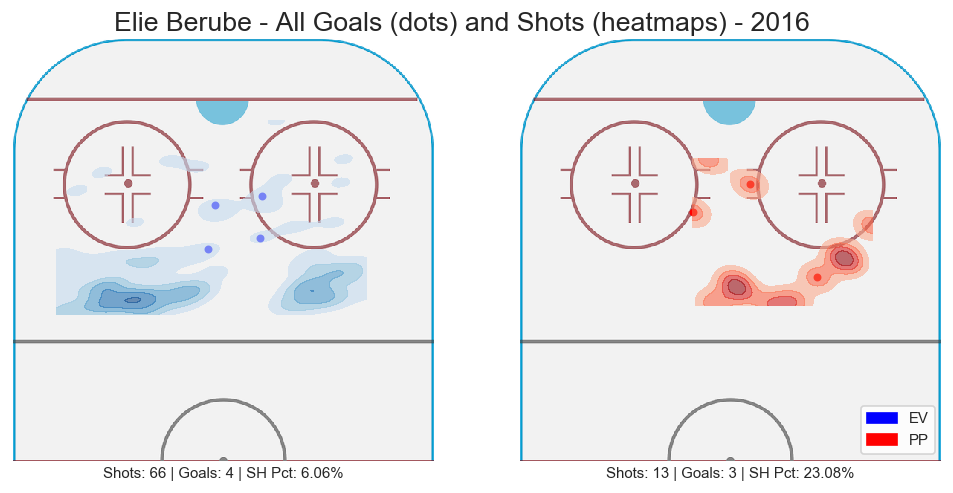 Elie Berube - All Goals (dots) and Shots (heatmaps) - 2016
EV
PP
Shots: 66 | Goals: 4 | SH Pct: 6.06%
Shots: 13 | Goals: 3 | SH Pct: 23.08%